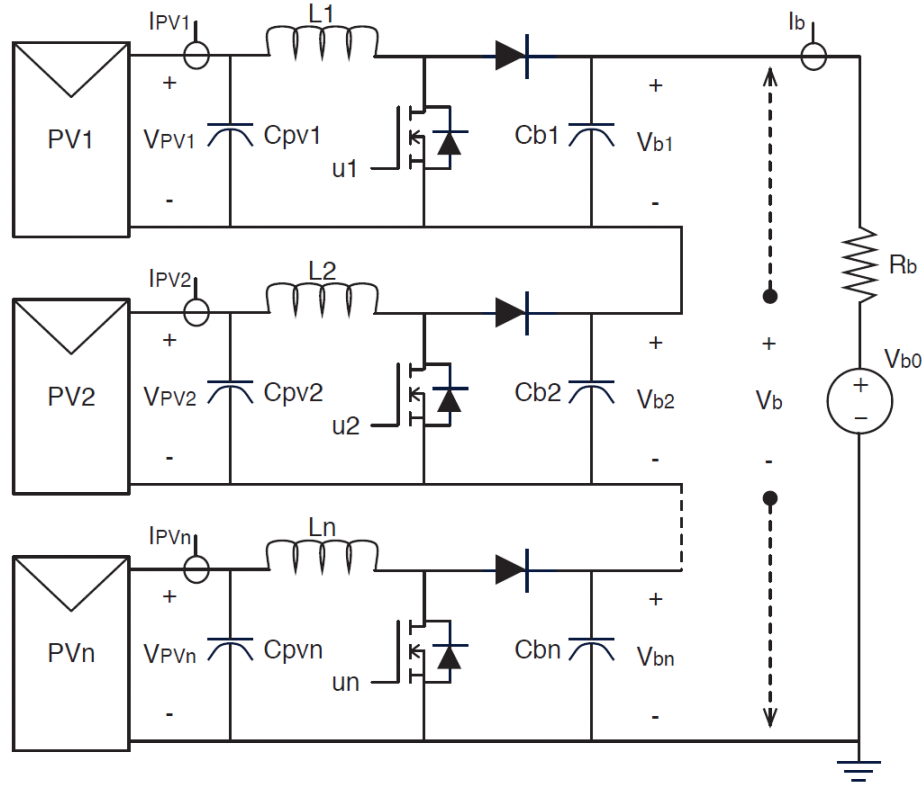 IPV1
L1
Ib
+
+
+
PV1
VPV1
Cpv1
u1
Cb1
Vb1
-
-
Rb
IPV2
L2
+
+
+
Vb0
PV2
VPV2
Cpv2
u2
Cb2
Vb2
Vb
+
−
-
-
-
IPVn
Ln
+
+
PVn
VPVn
Cpvn
un
Cbn
Vbn
-
-